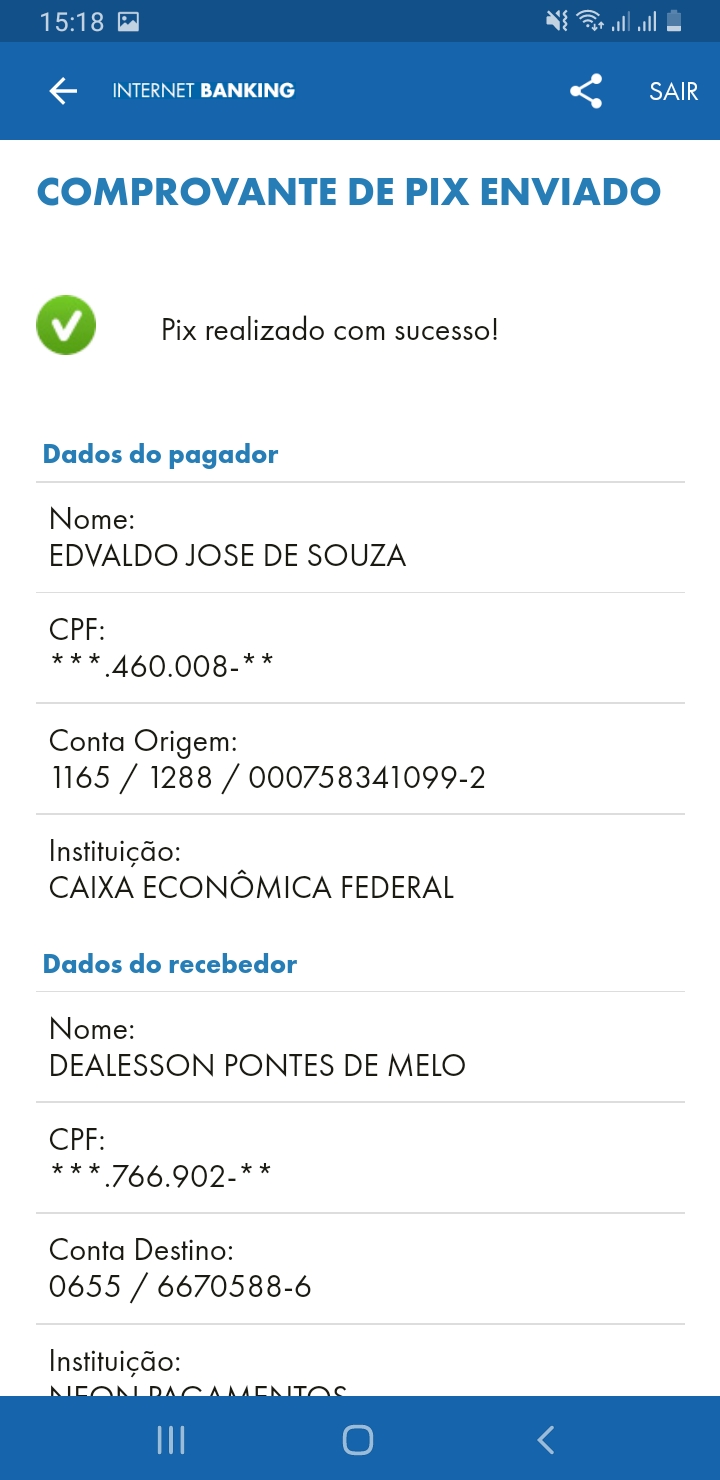 15:18
INTERNET BANKING
SAIR
COMPROVANTE DE PIX ENVIADO
Pix realizado com sucesso!
Dados do pagador
Nome:
EDVALDO JOSE DE SOUZA
CPF:
***.460.008-**
Conta Origem:
1165 / 1288 / 000758341099-2
Instituição:
CAIXA ECONÔMICA FEDERAL
Dados do recebedor
Nome:
DEALESSON PONTES DE MELO
CPF:
***.766.902-**
Conta Destino:
0655 / 6670588-6
Instituição:
NEON PAGAMENTOS